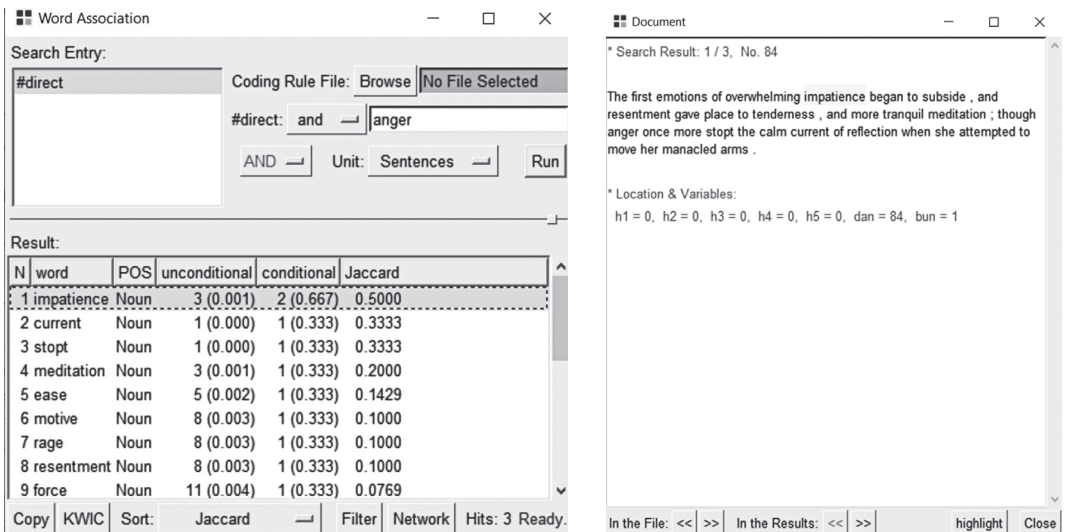 Word Association
Search Entry:
#direct
Coding Rule File: Browse No File Selected
#direct: and anger
AND Unit: Sentences Run
Result:
N word POS unconditional conditional Jaccard
1 impatience Noun 3 (0.001) 2 (0.667) 0.5000
2 current Noun 1 (0.000) 1 (0.333) 0.3333
3 stopt Noun 1 (0.000) 1 (0.333) 0.3333
4 meditation Noun 3 (0.001) 1 (0.333) 0.2000
5 ease Noun 5 (0.002) 1 (0.333) 0.1429
6 motive Noun 8 (0.003) 1 (0.333) 0.1000
7 rage Noun 8 (0.003) 1 (0.333) 0.1000
8 resentment Noun 8 (0.003) 1 (0.333) 0.1000
9 force Noun 11 (0.004) 1 (0.333) 0.0769
Copy KWIC Sort: Jaccard Filter Network Hits: 3 Ready.
Document
* Search Result: 1 / 3, No. 84
The first emotions of overwhelming impatience began to subside , and
resentment gave place to tenderness , and more tranquil meditation ; though
anger once more stopt the calm current of reflection when she attempted to
move her manacled arms .
* Location & Variables:
h1 = 0, h2 = 0, h3 = 0, h4 = 0, h5 = 0, dan = 84, bun = 1
In the File: << >> In the Results: << >> highlight Close